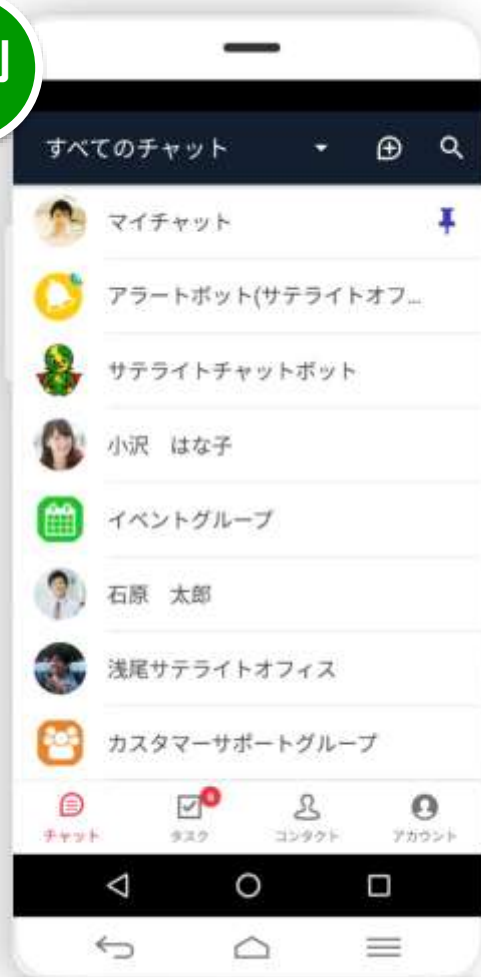 すべてのチャット
マイチャット
アラートボット(サテライトオフ...
サテライトチャットボット
小沢 はな子
イベントグループ
石原 太郎
浅尾サテライトオフィス
カスタマーサポートグループ
チャット
タスク
コンタクト
アカウント